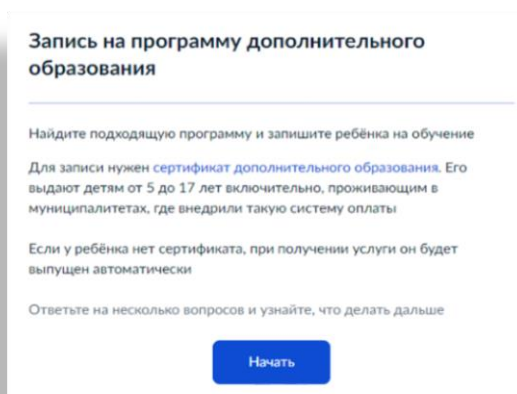 Запись на программу дополнительного
образования
Найдите подходящую программу и запишите ребёнка на обучение
Для записи нужен сертификат дополнительного образования. Его
выдают детям от 5 до 17 лет включительно, проживающим в
муниципалитетах, где внедрили такую систему оплаты
Если у ребёнка нет сертификата, при получении услуги он будет
выпущен автоматически
Ответьте на несколько вопросов и узнайте, что делать дальше
Начать